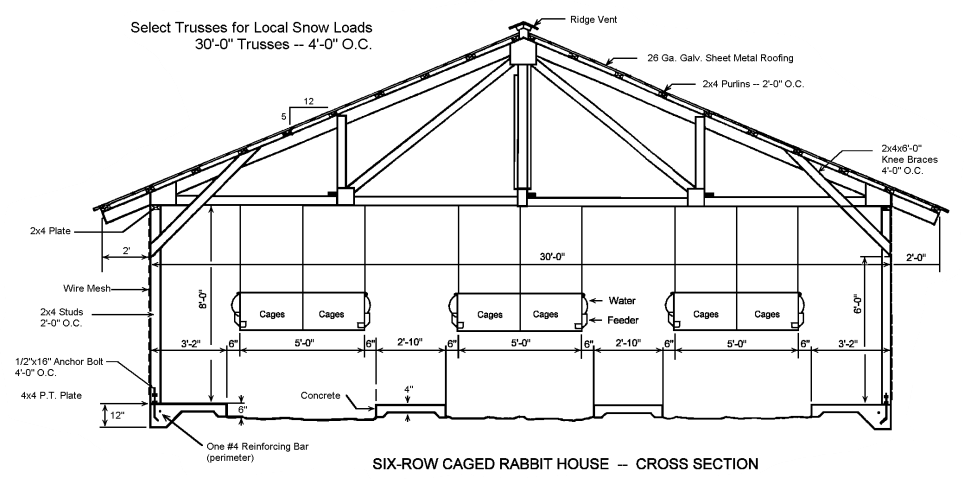 Ridge Vent
Select Trusses for Local Snow Loads
30'-0" Trusses -- 4'-0" O.C.
26 Ga. Galv. Sheet Metal Roofing
2x4 Purlins -- 2'-0" O.C.
12
5
2x4x6'-0"
Knee Braces
4'-0" O.C.
2x4 Plate
2'
30'-0"
2'-0"
Wire Mesh
8'-0"
6'-0"
2x4 Studs
2'-0" O.C.
Cages Cages
Cages Cages
Cages Cages
Water
Feeder
3'-2" 6" 5'-0" 6" 2'-10" 6" 5'-0" 6" 2'-10" 6" 5'-0" 6" 3'-2"
1/2"x16" Anchor Bolt
4'-0" O.C.
4x4 P.T. Plate
Concrete
4"
6"
12"
One #4 Reinforcing Bar
(perimeter)
SIX-ROW CAGED RABBIT HOUSE -- CROSS SECTION